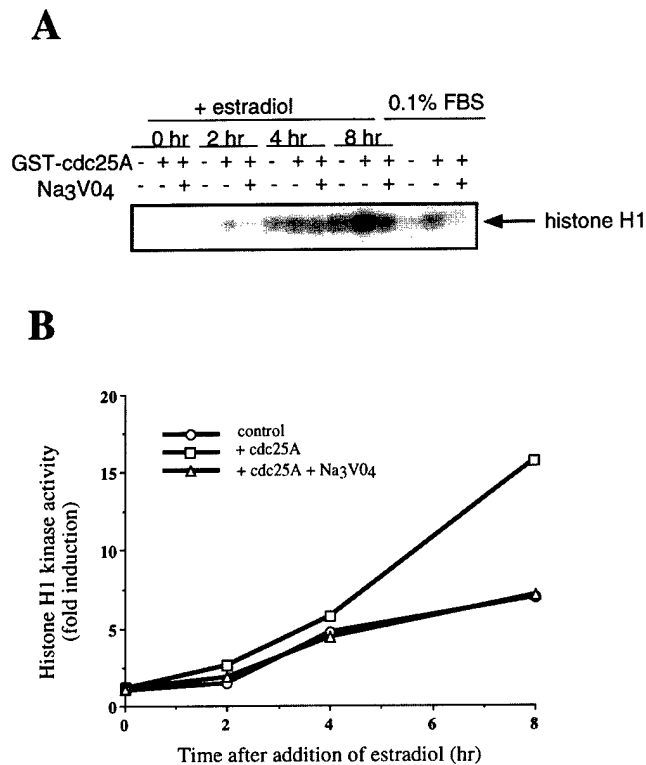 A
+ estradiol 0.1% FBS
0 hr 2 hr 4 hr 8 hr
GST-cdc25A - + + - + + - + + - + + - + +
Na3VO4 - - + - - + - - + - - + - - +
histone H1
B
20
15
10
5
0
Histone H1 kinase activity
(fold induction)
control
+ cdc25A
+ cdc25A + Na3VO4
0 2 4 6 8
Time after addition of estradiol (hr)